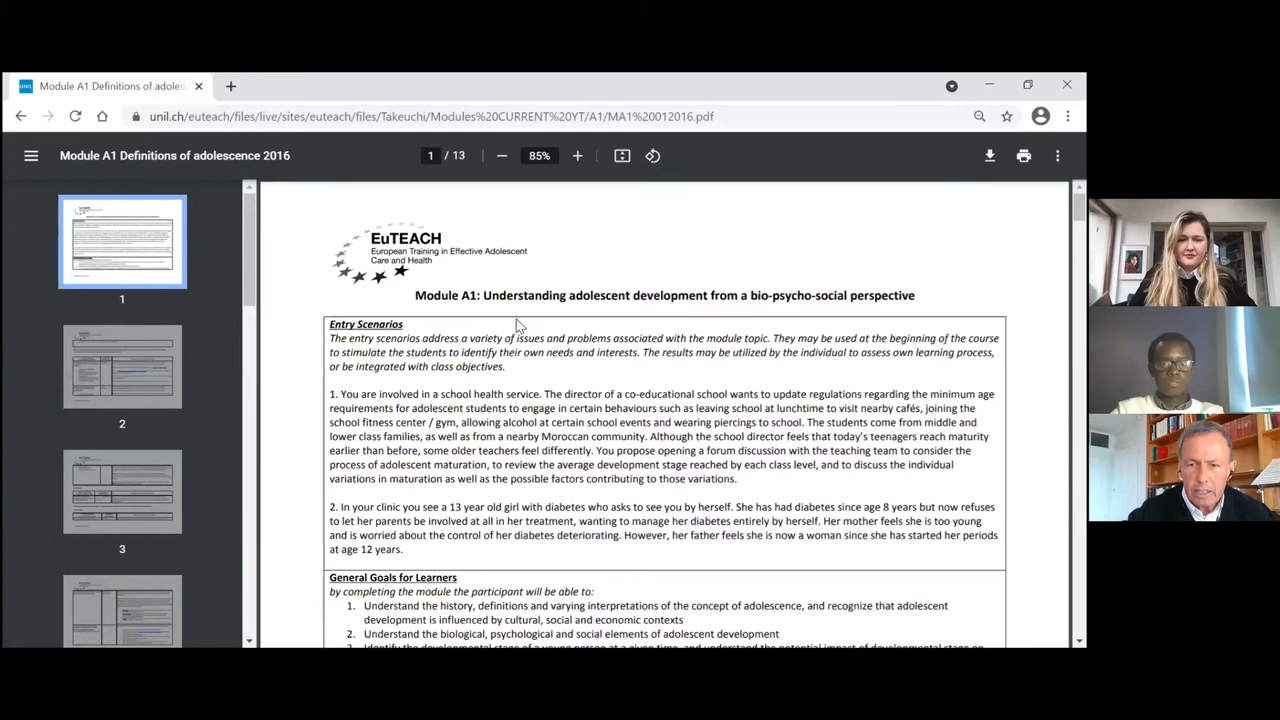 Module A1 Definitions of adoles
unil.ch/euteach/files/live/sites/euteach/files/Takeuchi/Modules%20CURRENT%20YT/A1/MA1%20012016.pdf
Module A1 Definitions of adolescence 2016
1 / 13
85%
EuTEACH
European Training in Effective Adolescent
Care and Health
Module A1: Understanding adolescent development from a bio-psycho-social perspective
Entry Scenarios
The entry scenarios address a variety of issues and problems associated with the module topic. They may be used at the beginning of the course
to stimulate the students to identify their own needs and interests. The results may be utilized by the individual to assess own learning process,
or be integrated with class objectives.
1. You are involved in a school health service. The director of a co-educational school wants to update regulations regarding the minimum age
requirements for adolescent students to engage in certain behaviours such as leaving school at lunchtime to visit nearby cafés, joining the
school fitness center / gym, allowing alcohol at certain school events and wearing piercings to school. The students come from middle and
lower class families, as well as from a nearby Moroccan community. Although the school director feels that today's teenagers reach maturity
earlier than before, some older teachers feel differently. You propose opening a forum discussion with the teaching team to consider the
process of adolescent maturation, to review the average development stage reached by each class level, and to discuss the individual
variations in maturation as well as the possible factors contributing to those variations.
2. In your clinic you see a 13 year old girl with diabetes who asks to see you by herself. She has had diabetes since age 8 years but now refuses
to let her parents be involved at all in her treatment, wanting to manage her diabetes entirely by herself. Her mother feels she is too young
and is worried about the control of her diabetes deteriorating. However, her father feels she is now a woman since she has started her periods
at age 12 years.
General Goals for Learners
by completing the module the participant will be able to:
1. Understand the history, definitions and varying interpretations of the concept of adolescence, and recognize that adolescent
development is influenced by cultural, social and economic contexts
2. Understand the biological, psychological and social elements of adolescent development
1
2
3